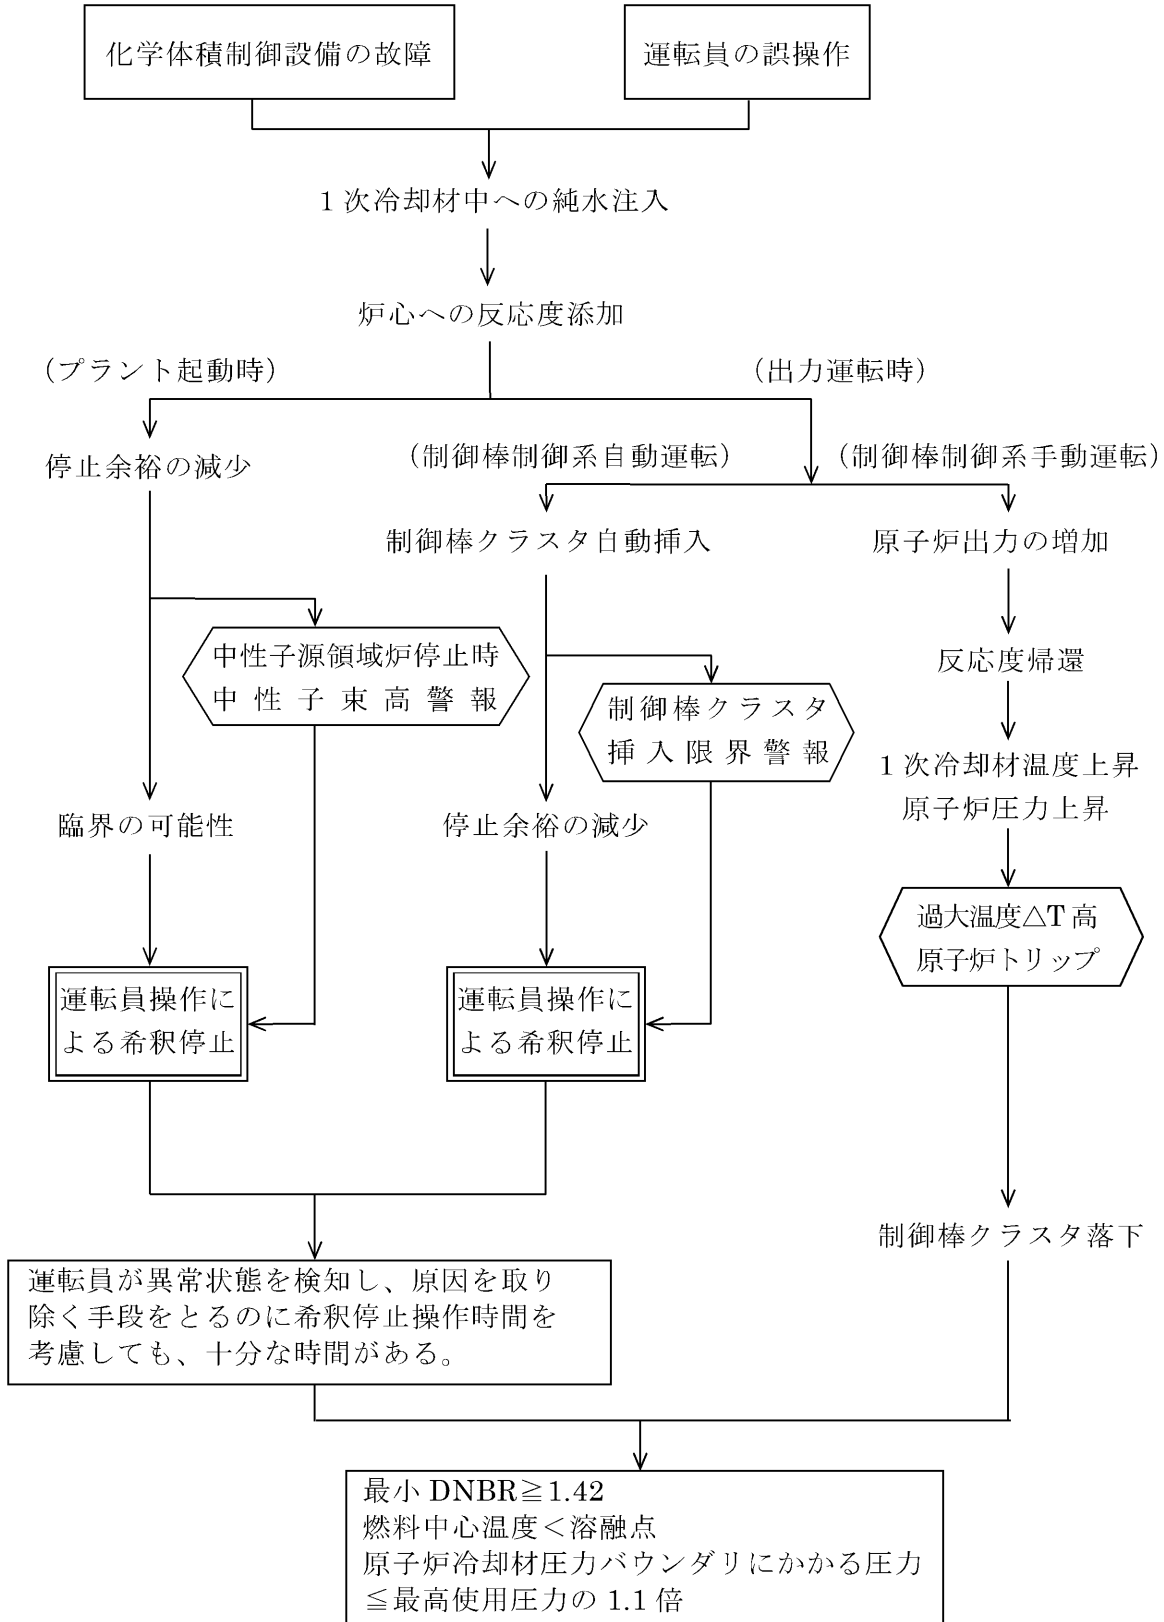 化学体積制御設備の故障
運転員の誤操作
1次冷却材中への純水注入
炉心への反応度添加
(プラント起動時)
(出力運転時)
停止余裕の減少
(制御棒制御系自動運転)
(制御棒制御系手動運転)
制御棒クラスタ自動挿入
原子炉出力の増加
中性子源領域炉停止時
中性子束高警報
反応度帰還
制御棒クラスタ
挿入限界警報
1次冷却材温度上昇
原子炉圧力上昇
臨界の可能性
停止余裕の減少
過大温度△T高
原子炉トリップ
運転員操作に
よる希釈停止
運転員操作に
よる希釈停止
制御棒クラスタ落下
運転員が異常状態を検知し、原因を取り
除く手段をとるのに希釈停止操作時間を
考慮しても、十分な時間がある。
最小 DNBR≧1.42
燃料中心温度<溶融点
原子炉冷却材圧力バウンダリにかかる圧力
≦最高使用圧力の 1.1 倍